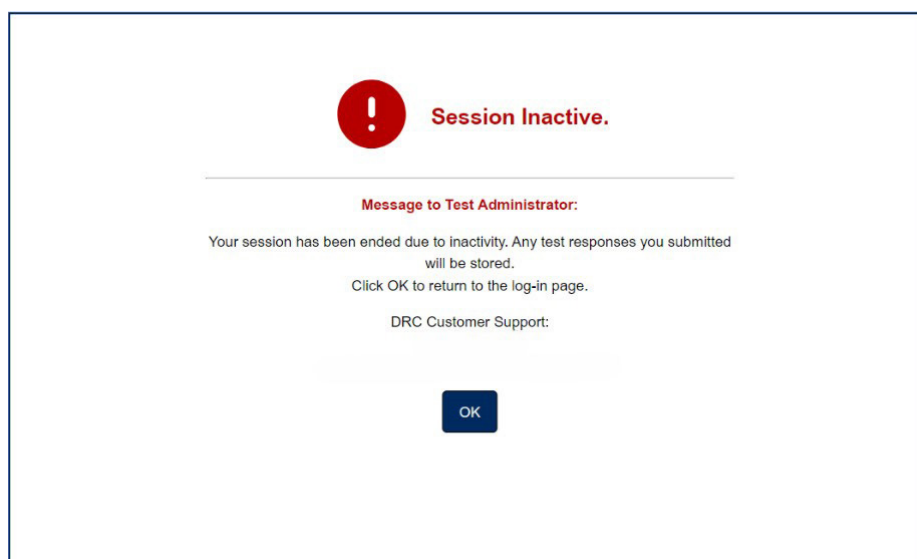 Session Inactive.
Message to Test Administrator:
Your session has been ended due to inactivity. Any test responses you submitted
will be stored.
Click OK to return to the log-in page.
DRC Customer Support:
OK